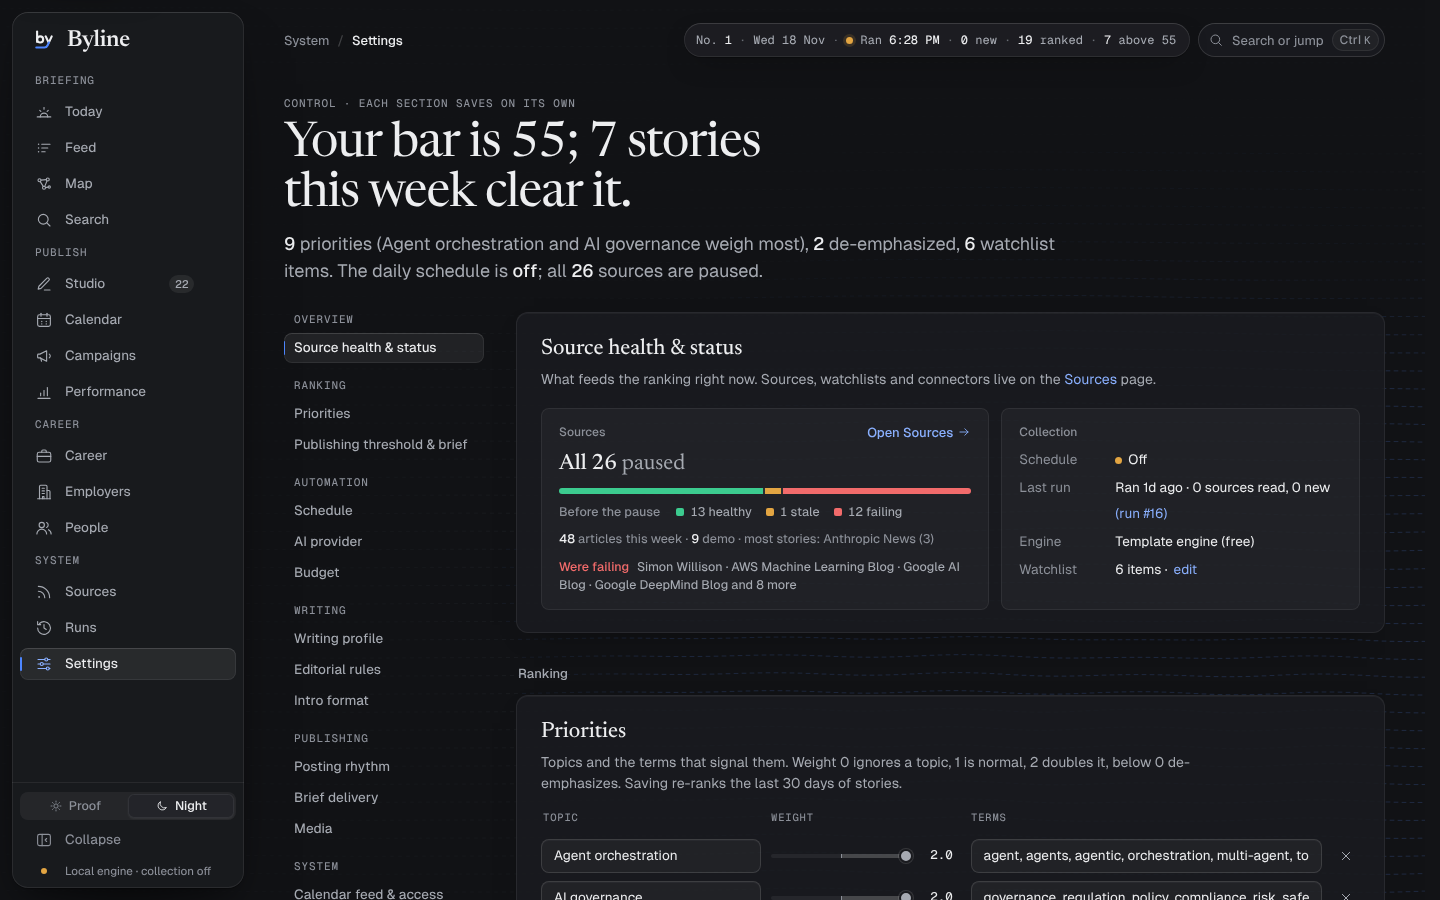 by Byline
BRIEFING
Today
Feed
Map
Search
PUBLISH
Studio 22
Calendar
Campaigns
Performance
CAREER
Career
Employers
People
SYSTEM
Sources
Runs
Settings
Proof Night
Collapse
Local engine · collection off
System / Settings
No. 1 · Wed 18 Nov · Ran 6:28 PM · 0 new · 19 ranked · 7 above 55
Search or jump Ctrl K
CONTROL · EACH SECTION SAVES ON ITS OWN
Your bar is 55; 7 stories
this week clear it.
9 priorities (Agent orchestration and AI governance weigh most), 2 de-emphasized, 6 watchlist
items. The daily schedule is off; all 26 sources are paused.
OVERVIEW
Source health & status
RANKING
Priorities
Publishing threshold & brief
AUTOMATION
Schedule
AI provider
Budget
WRITING
Writing profile
Editorial rules
Intro format
PUBLISHING
Posting rhythm
Brief delivery
Media
SYSTEM
Calendar feed & access
Source health & status
What feeds the ranking right now. Sources, watchlists and connectors live on the Sources page.
Sources Open Sources →
All 26 paused
Before the pause 13 healthy 1 stale 12 failing
48 articles this week · 9 demo · most stories: Anthropic News (3)
Were failing Simon Willison · AWS Machine Learning Blog · Google AI
Blog · Google DeepMind Blog and 8 more
Collection
Schedule Off
Last run Ran 1d ago · 0 sources read, 0 new
(run #16)
Engine Template engine (free)
Watchlist 6 items · edit
Ranking
Priorities
Topics and the terms that signal them. Weight 0 ignores a topic, 1 is normal, 2 doubles it, below 0 de-
emphasizes. Saving re-ranks the last 30 days of stories.
TOPIC WEIGHT TERMS
Agent orchestration 2.0 agent, agents, agentic, orchestration, multi-agent, to
AI governance 2.0 governance, regulation, policy, compliance, risk, safe